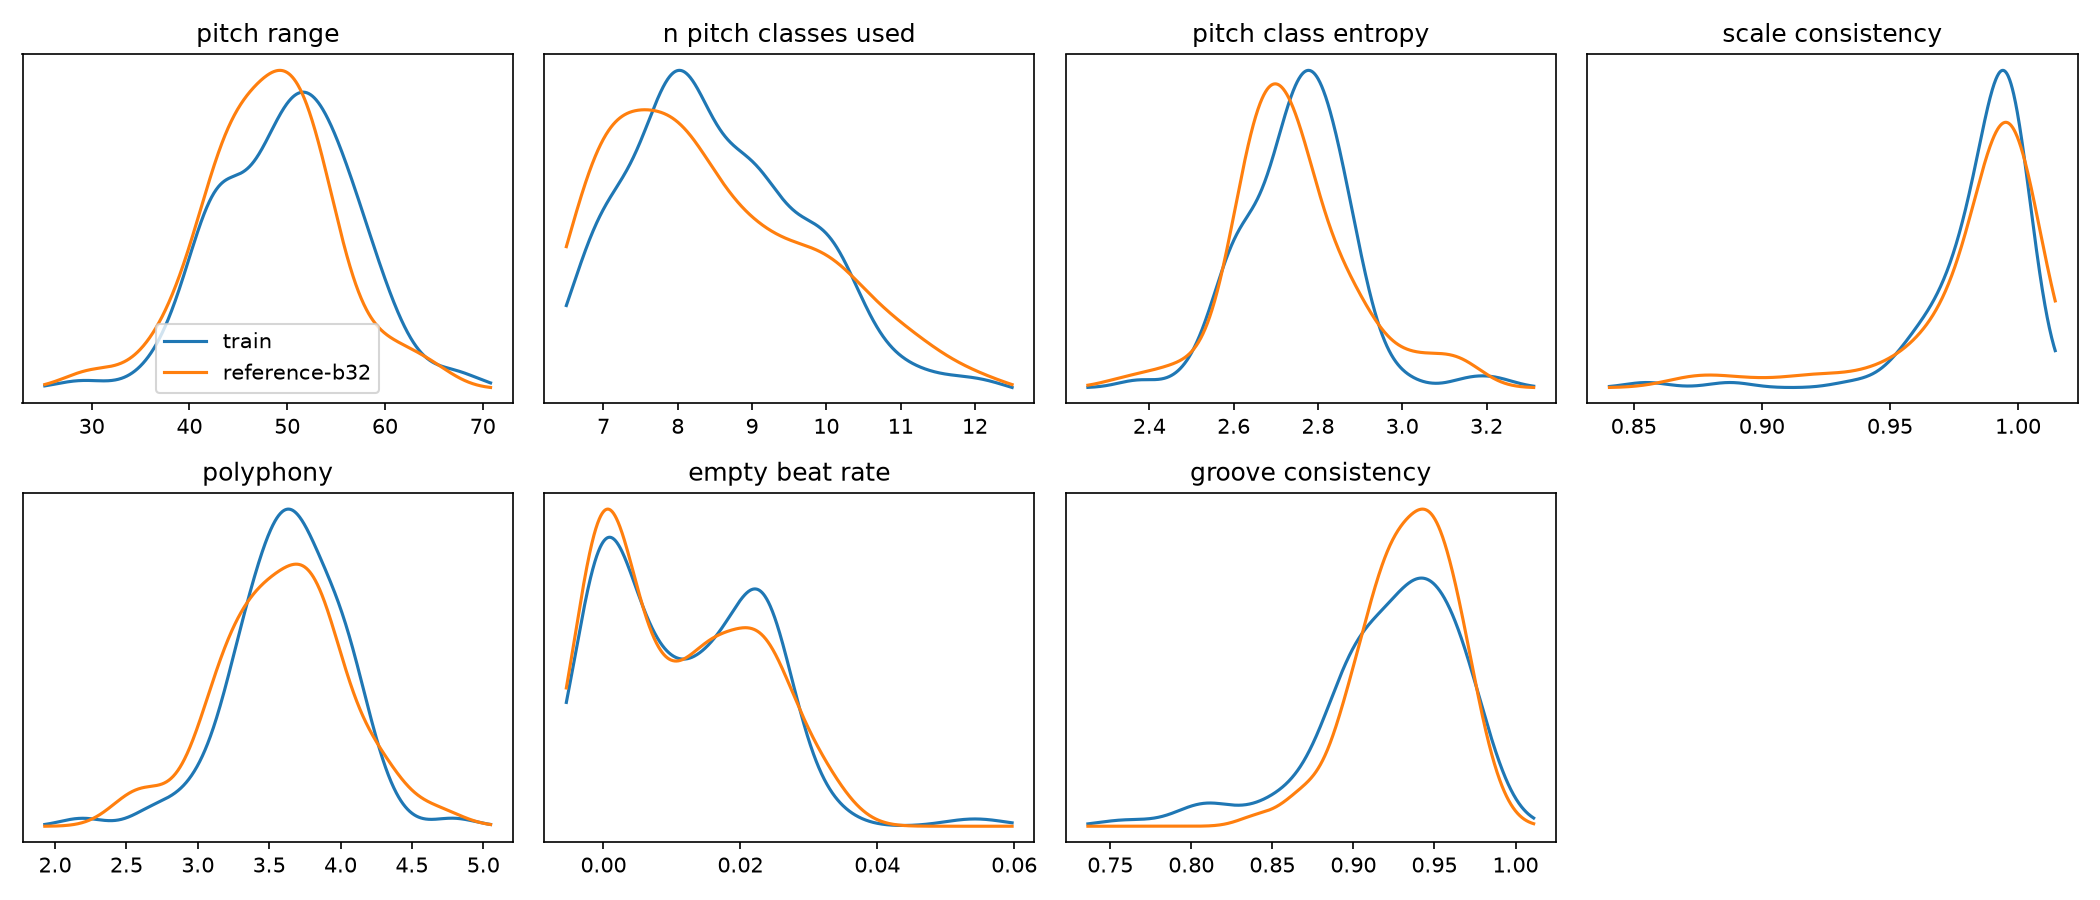 pitch range
n pitch classes used
pitch class entropy
scale consistency
train
reference-b32
30 40 50 60 70
7 8 9 10 11 12
2.4 2.6 2.8 3.0 3.2
0.85 0.90 0.95 1.00
polyphony
empty beat rate
groove consistency
2.0 2.5 3.0 3.5 4.0 4.5 5.0
0.00 0.02 0.04 0.06
0.75 0.80 0.85 0.90 0.95 1.00